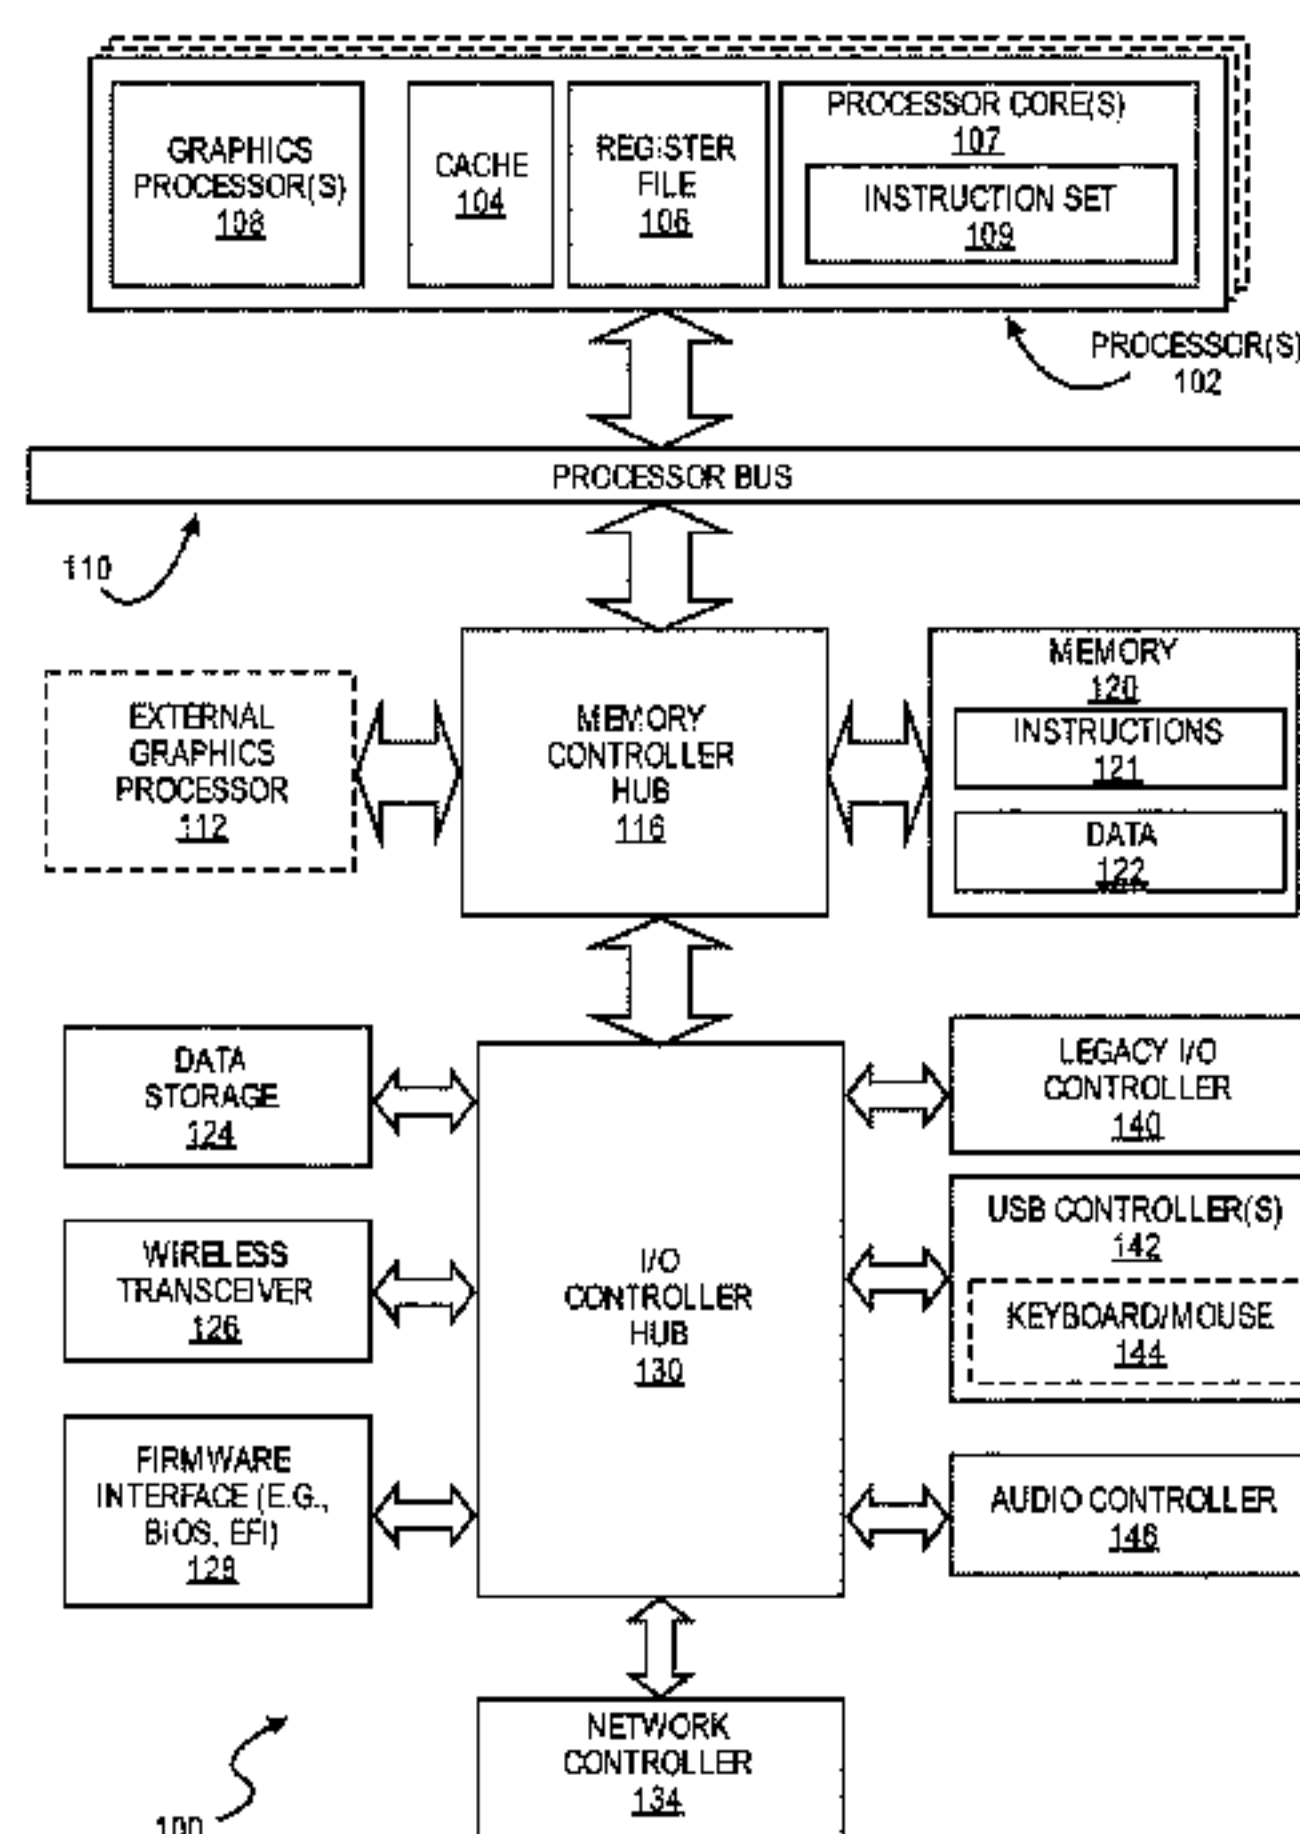 GRAPHICS
PROCESSOR(S)
108
CACHE
104
REGISTER
FILE
106
PROCESSOR CORE(S)
107
INSTRUCTION SET
109
PROCESSOR(S)
102
PROCESSOR BUS
110
EXTERNAL
GRAPHICS
PROCESSOR
112
MEMORY
CONTROLLER
HUB
116
MEMORY
120
INSTRUCTIONS
121
DATA
122
DATA
STORAGE
124
WIRELESS
TRANSCEIVER
126
FIRMWARE
INTERFACE (E.G.,
BIOS, EFI)
128
I/O
CONTROLLER
HUB
130
LEGACY I/O
CONTROLLER
140
USB CONTROLLER(S)
142
KEYBOARD/MOUSE
144
AUDIO CONTROLLER
146
NETWORK
CONTROLLER
134
100